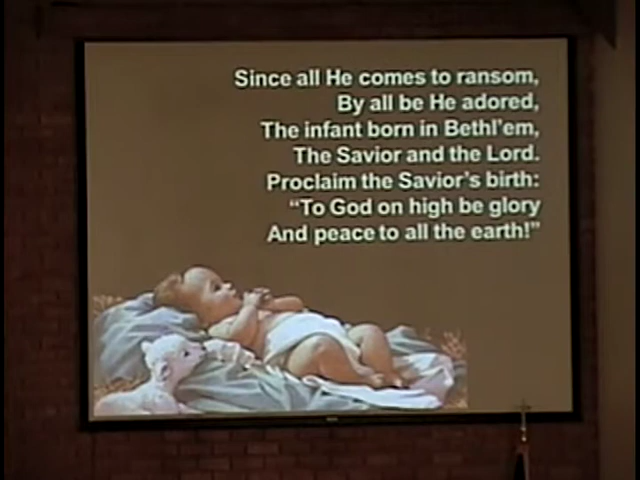 Since all He comes to ransom,
By all be He adored,
The infant born in Bethl'em,
The Savior and the Lord.
Proclaim the Savior's birth:
“To God on high be glory
And peace to all the earth!”